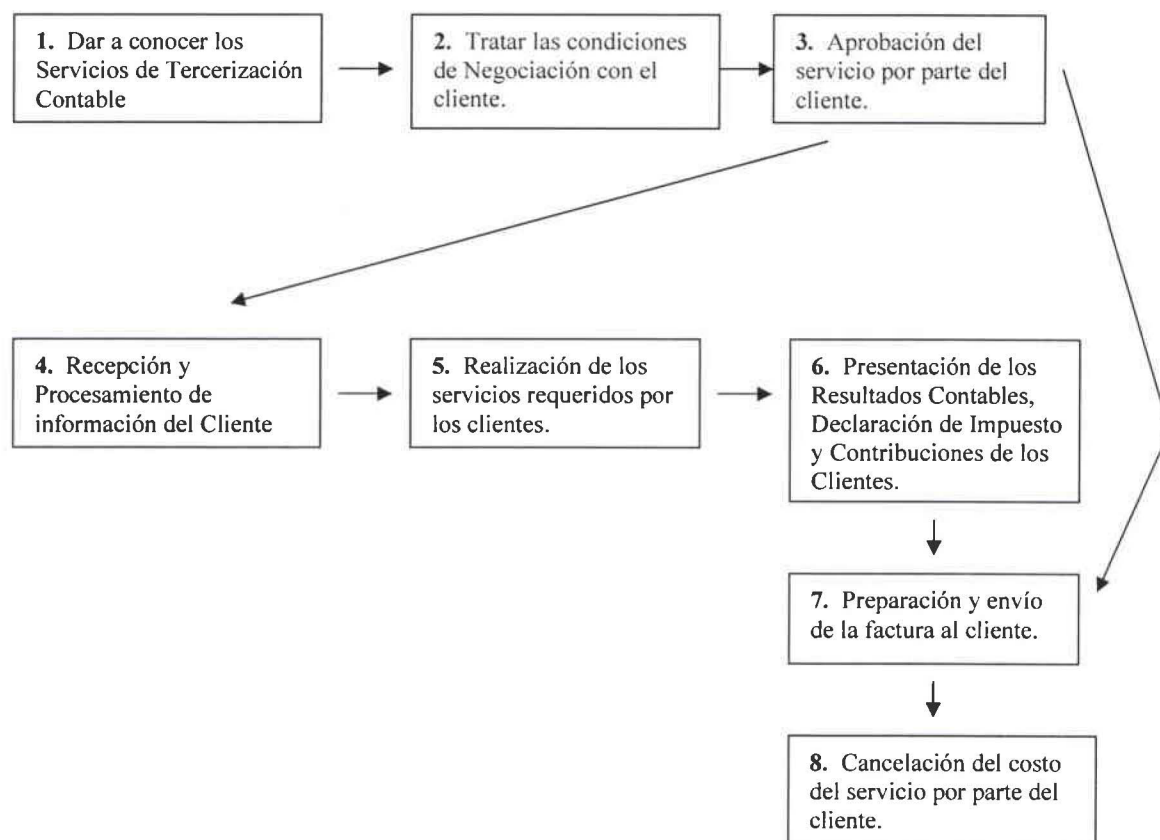 1. Dar a conocer los
Servicios de Tercerización
Contable
2. Tratar las condiciones
de Negociación con el
cliente.
3. Aprobación del
servicio por parte del
cliente.
4. Recepción y
Procesamiento de
información del Cliente
5. Realización de los
servicios requeridos por
los clientes.
6. Presentación de los
Resultados Contables,
Declaración de Impuesto
y Contribuciones de los
Clientes.
7. Preparación y envío
de la factura al cliente.
8. Cancelación del costo
del servicio por parte del
cliente.